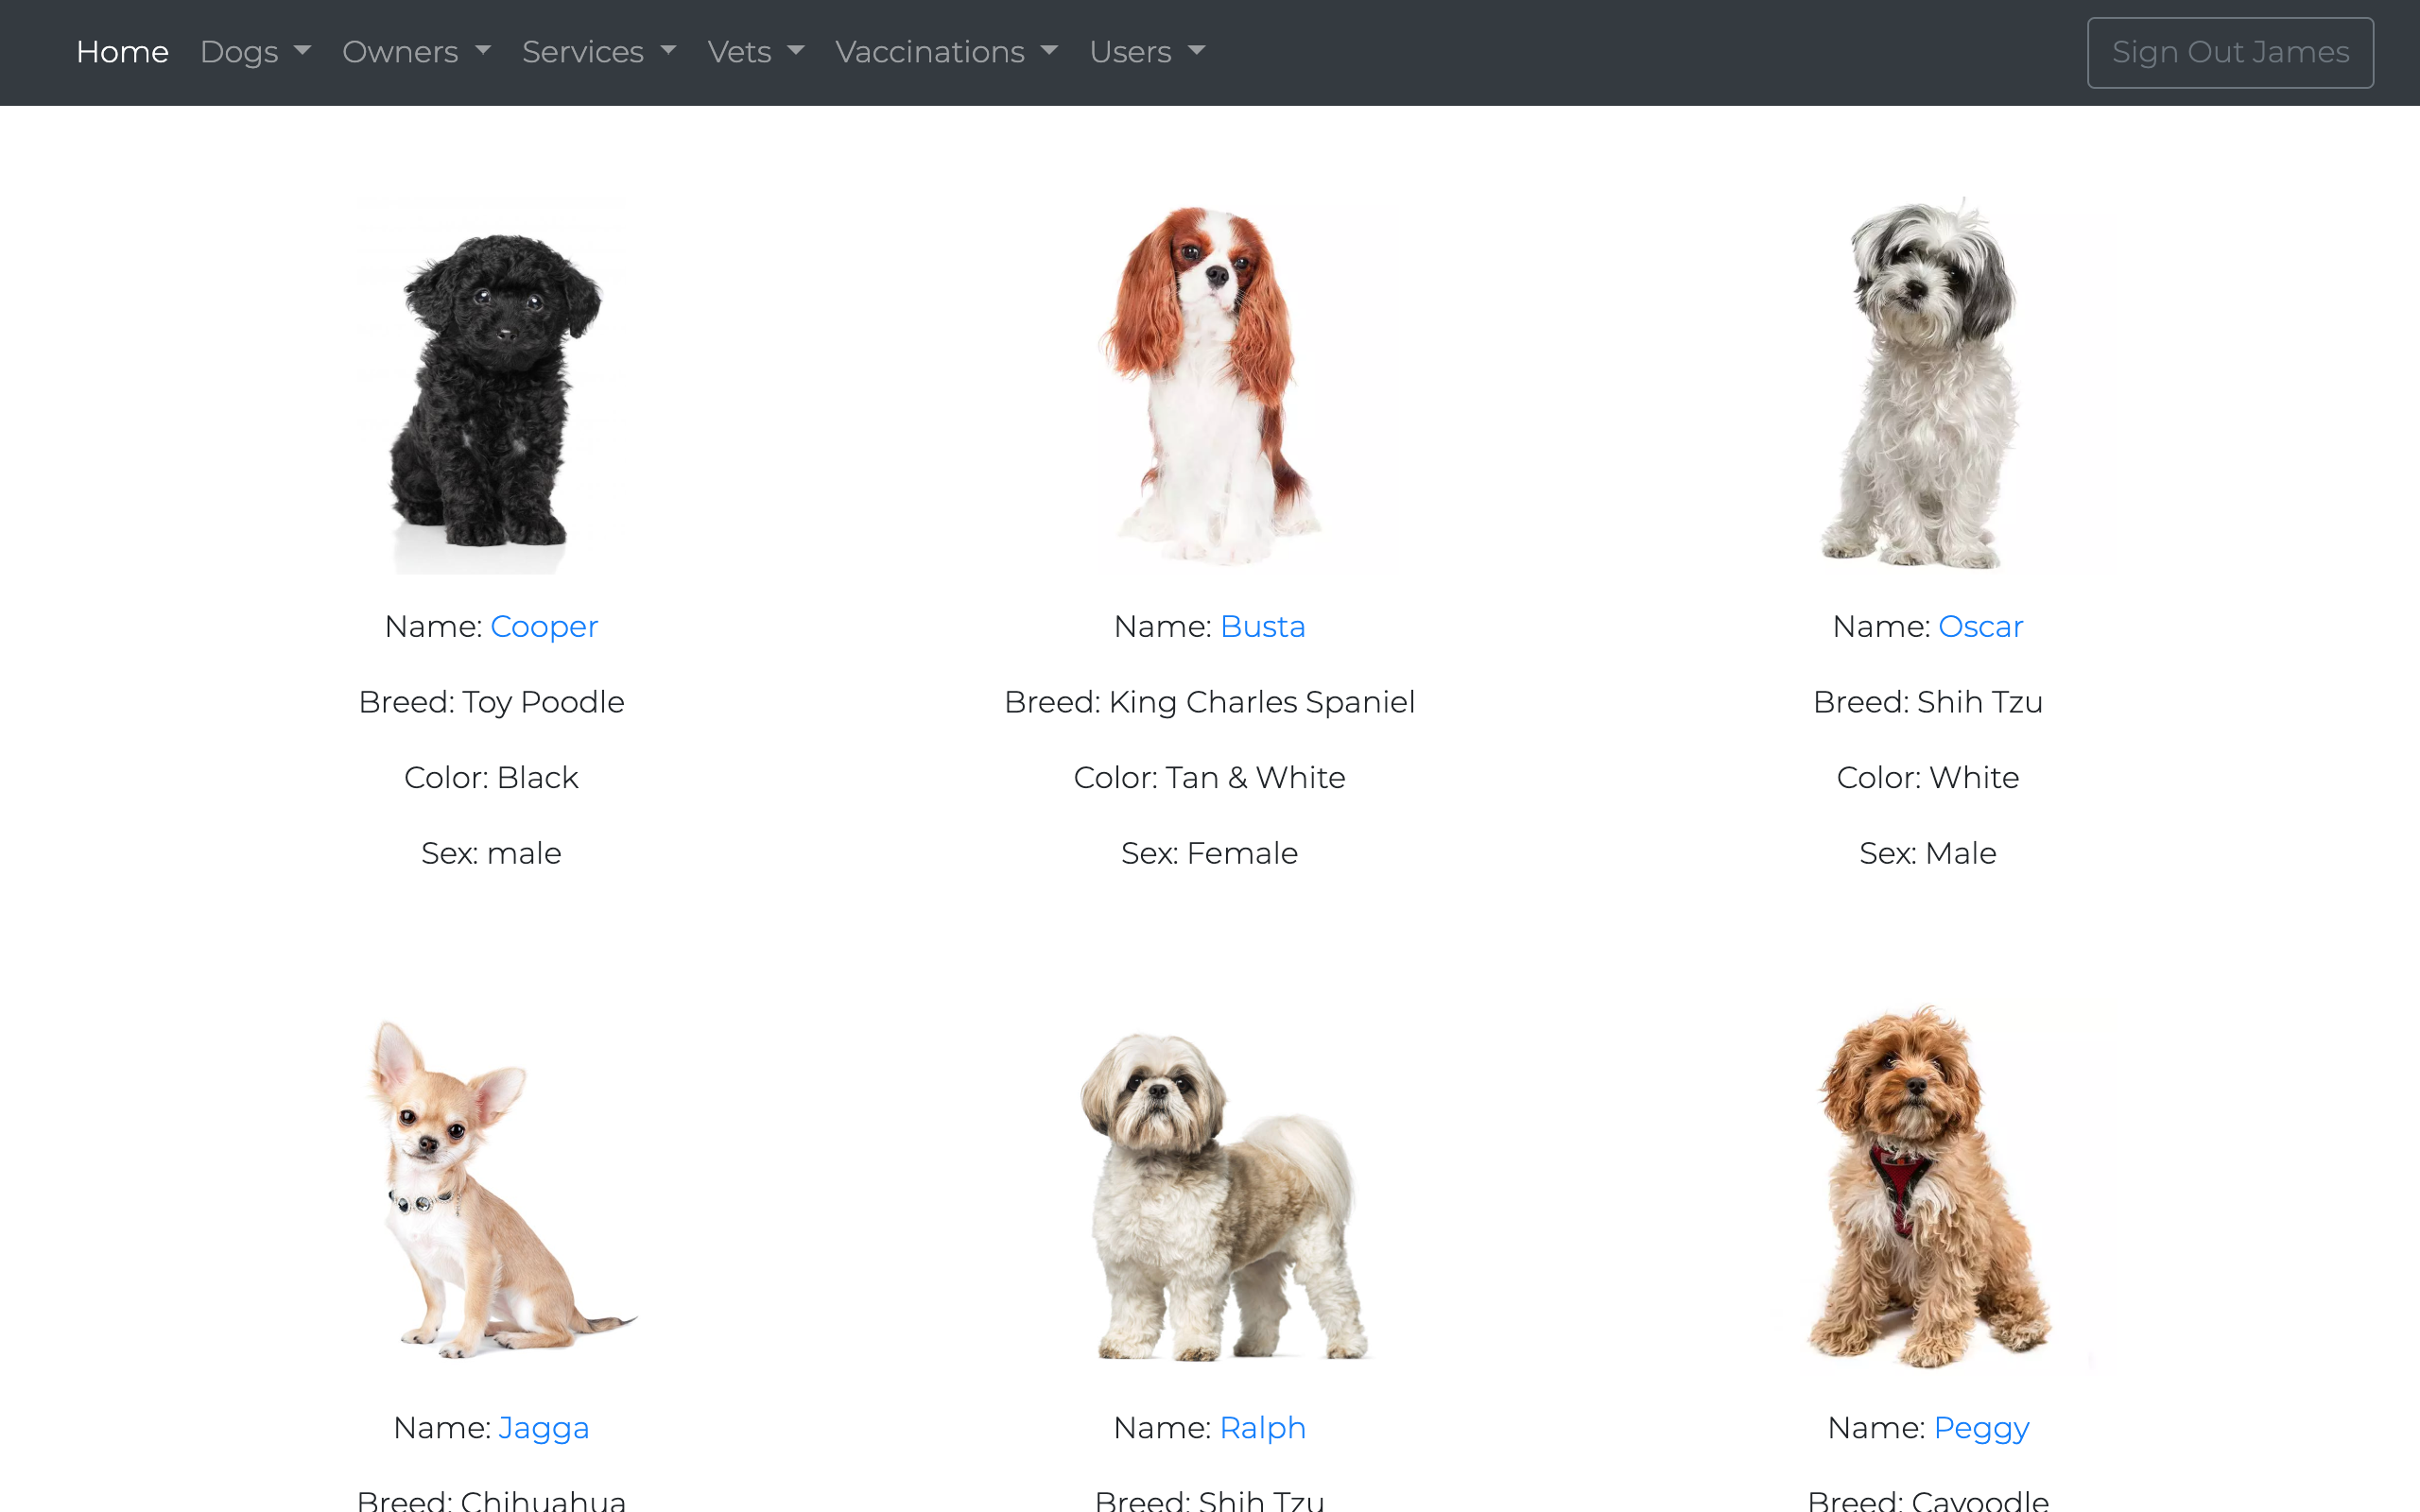 Home Dogs Owners Services Vets Vaccinations Users Sign Out James
Name: Cooper
Breed: Toy Poodle
Color: Black
Sex: male
Name: Busta
Breed: King Charles Spaniel
Color: Tan & White
Sex: Female
Name: Oscar
Breed: Shih Tzu
Color: White
Sex: Male
Name: Jagga
Breed: Chihuahua
Name: Ralph
Breed: Shih Tzu
Name: Peggy
Breed: Cavoodle